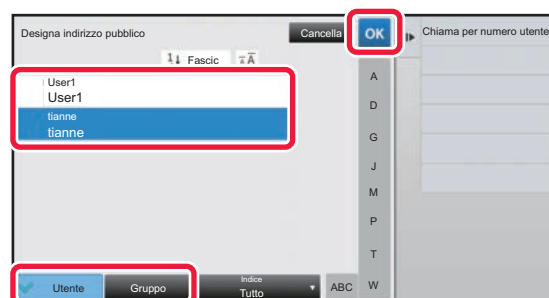 Designa indirizzo pubblico
Cancella
OK
Chiama per numero utente
Fascic
A
User1
User1
D
tianne
tianne
G
J
M
P
T
Utente
Gruppo
Indice
Tutto
ABC
W